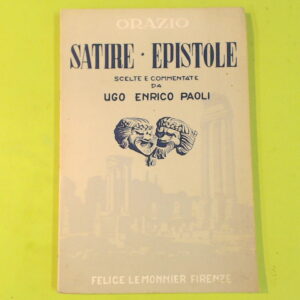 ORAZIO
SATIRE · EPISTOLE
SCELTE E COMMENTATE
DA
UGO ENRICO PAOLI
FELICE LE MONNIER FIRENZE